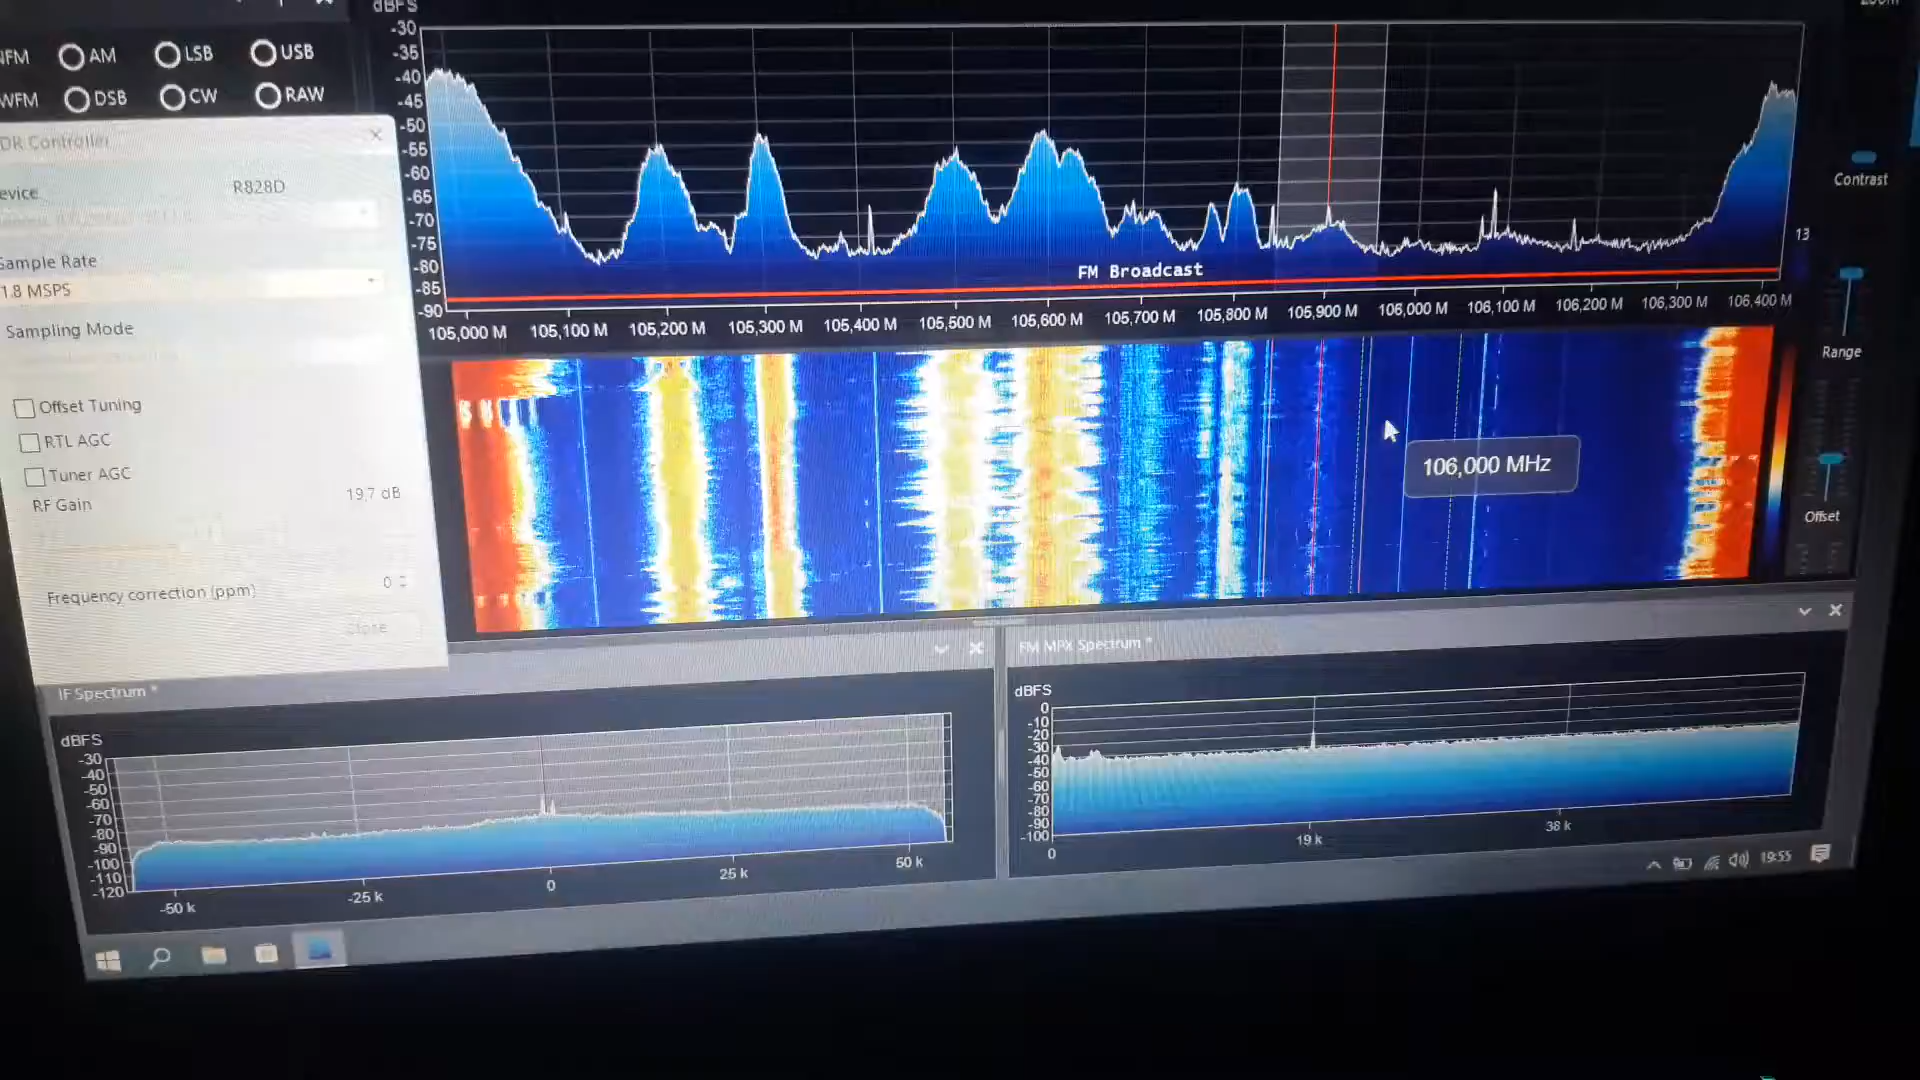 dBFS
FM AM LSB USB
WFM DSB CW RAW
DR Controller
evice R828D
Sample Rate
1.8 MSPS
Sampling Mode
Offset Tuning
RTL AGC
Tuner AGC
RF Gain 19,7 dB
Frequency correction (ppm) 0
Close
-30
-35
-40
-45
-50
-55
-60
-65
-70
-75
-80
-85
-90
FM Broadcast
105,000 M 105,100 M 105,200 M 105,300 M 105,400 M 105,500 M 105,600 M 105,700 M 105,800 M 105,900 M 106,000 M 106,100 M 106,200 M 106,300 M 106,400 M
106,000 MHz
Zoom
Contrast
13
Range
Offset
IF Spectrum *
dBFS
-30
-40
-50
-60
-70
-80
-90
-100
-110
-120
-50 k -25 k 0 25 k 50 k
FM MPX Spectrum *
dBFS
0
-10
-20
-30
-40
-50
-60
-70
-80
-90
-100
0 19 k 38 k
19:55